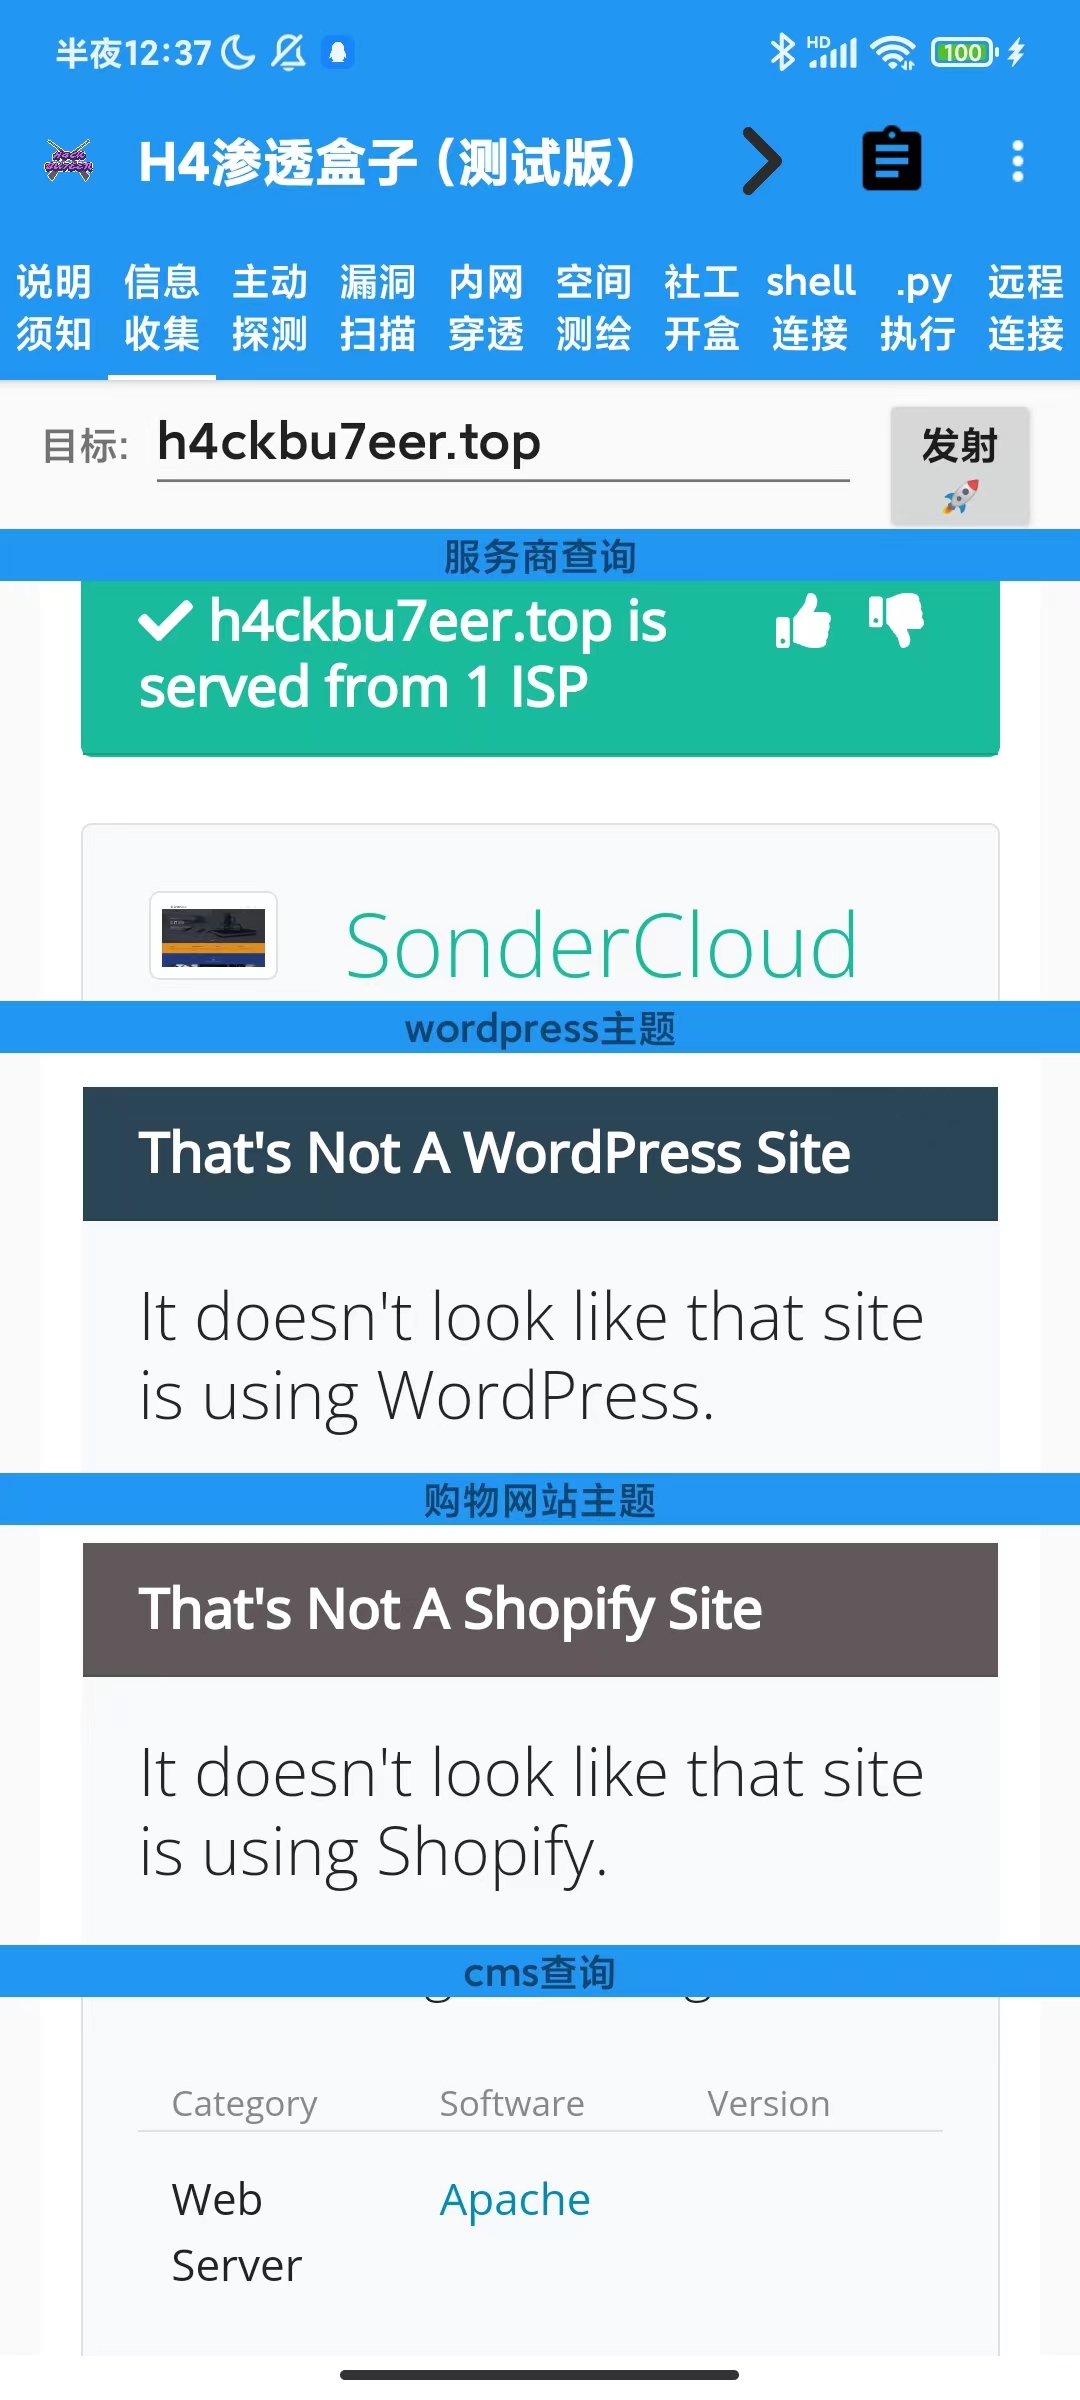 半夜12:37
HD
100
H4渗透盒子（测试版）
说明须知
信息收集
主动探测
漏洞扫描
内网穿透
空间测绘
社工开盒
shell连接
.py执行
远程连接
目标:
h4ckbu7eer.top
发射🚀
服务商查询
h4ckbu7eer.top is
served from 1 ISP
SonderCloud
wordpress主题
That's Not A WordPress Site
It doesn't look like that site
is using WordPress.
购物网站主题
That's Not A Shopify Site
It doesn't look like that site
is using Shopify.
cms查询
Category Software Version
Web Apache
Server